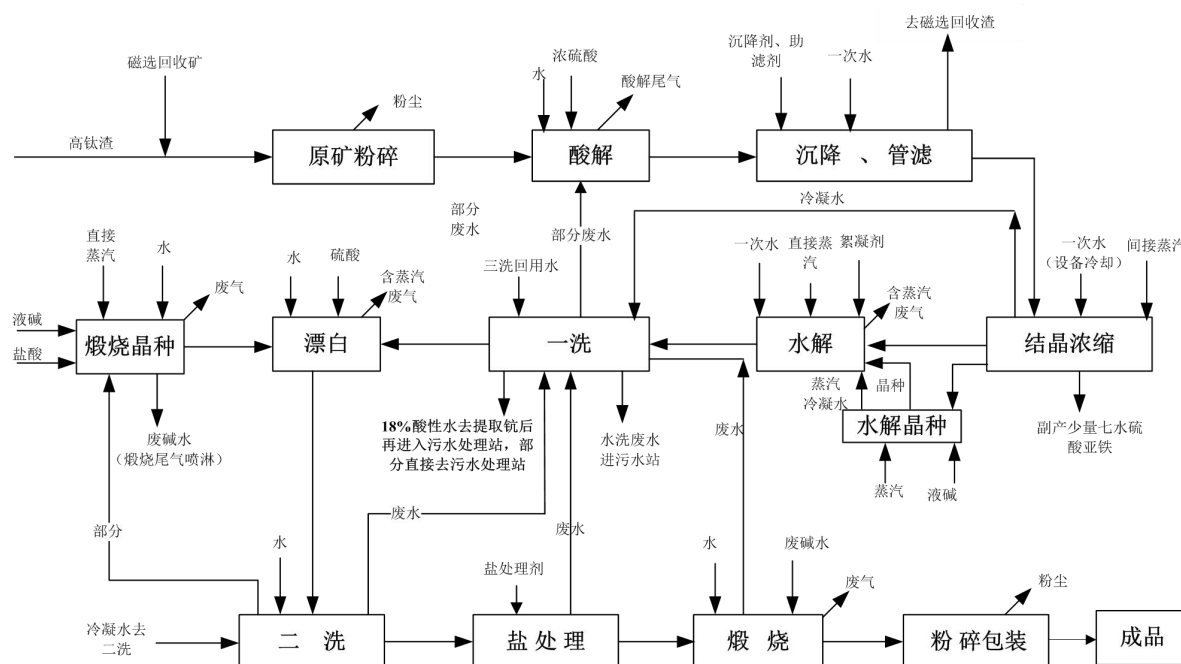 去磁选回收渣
沉降剂、助
滤剂
一次水
浓硫酸
水
酸解尾气
磁选回收矿
粉尘
高钛渣
原矿粉碎
酸解
沉降 、管滤
冷凝水
部分
废水
部分废水
直接
蒸汽
水
废气
水
硫酸
含蒸汽
废气
三洗回用水
一次水
直接蒸
汽
絮凝剂
含蒸汽
废气
一次水
(设备冷却)
间接蒸汽
液碱
盐酸
煅烧晶种
漂白
一洗
水解
结晶浓缩
蒸汽
冷凝水
晶种
水解晶种
蒸汽
液碱
副产少量七水硫
酸亚铁
废碱水
(煅烧尾气喷淋)
18%酸性水去提取钪后
再进入污水处理站，部
分直接去污水处理站
水洗废水
进污水站
废水
部分
废水
废水
水
盐处理剂
水
废碱水
废气
粉尘
冷凝水去
二洗
二 洗
盐处理
煅 烧
粉碎包装
成品